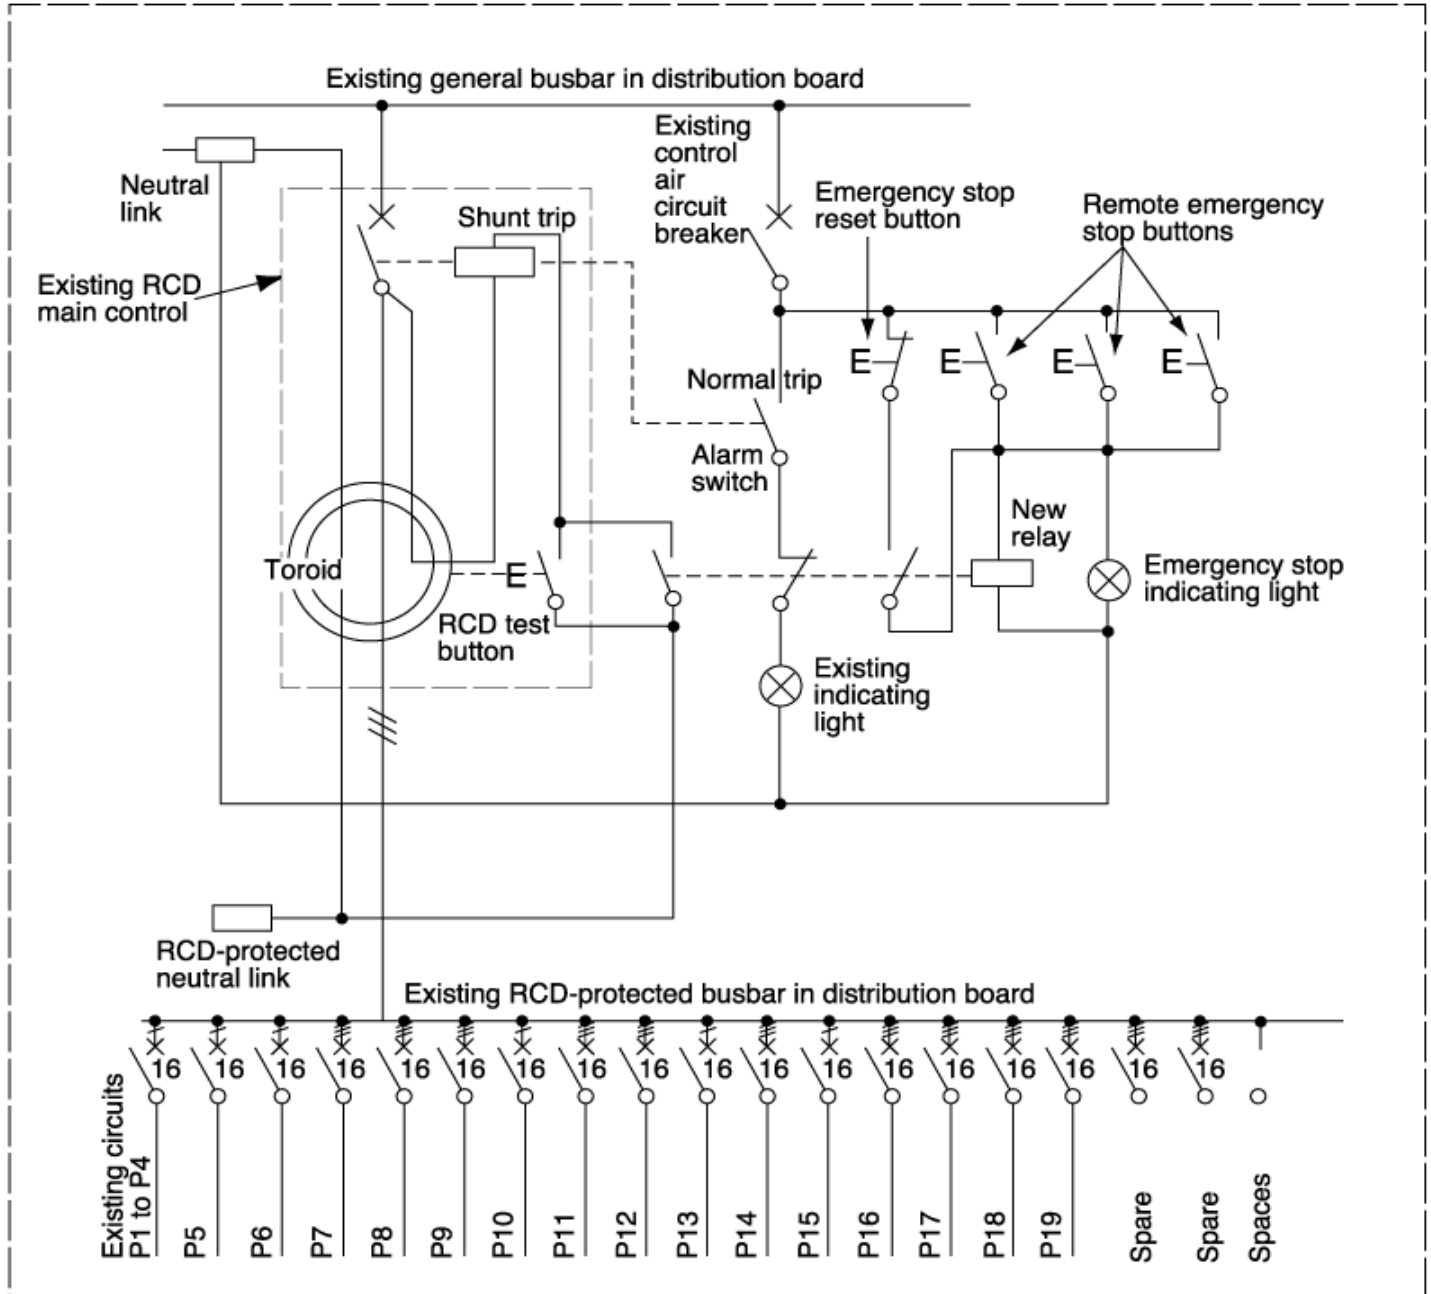 Existing general busbar in distribution board
Neutral
link
Existing
control
air
circuit
breaker
Emergency stop
reset button
Remote emergency
stop buttons
Shunt trip
Existing RCD
main control
E
E
E
E
Normal trip
Alarm
switch
New
relay
Toroid
E
RCD test
button
Emergency stop
indicating light
Existing
indicating
light
RCD-protected
neutral link
Existing RCD-protected busbar in distribution board
16 16 16 16 16 16 16 16 16 16 16 16 16 16 16 16 16 16
Existing circuits
P1 to P4
P5
P6
P7
P8
P9
P10
P11
P12
P13
P14
P15
P16
P17
P18
P19
Spare
Spare
Spaces